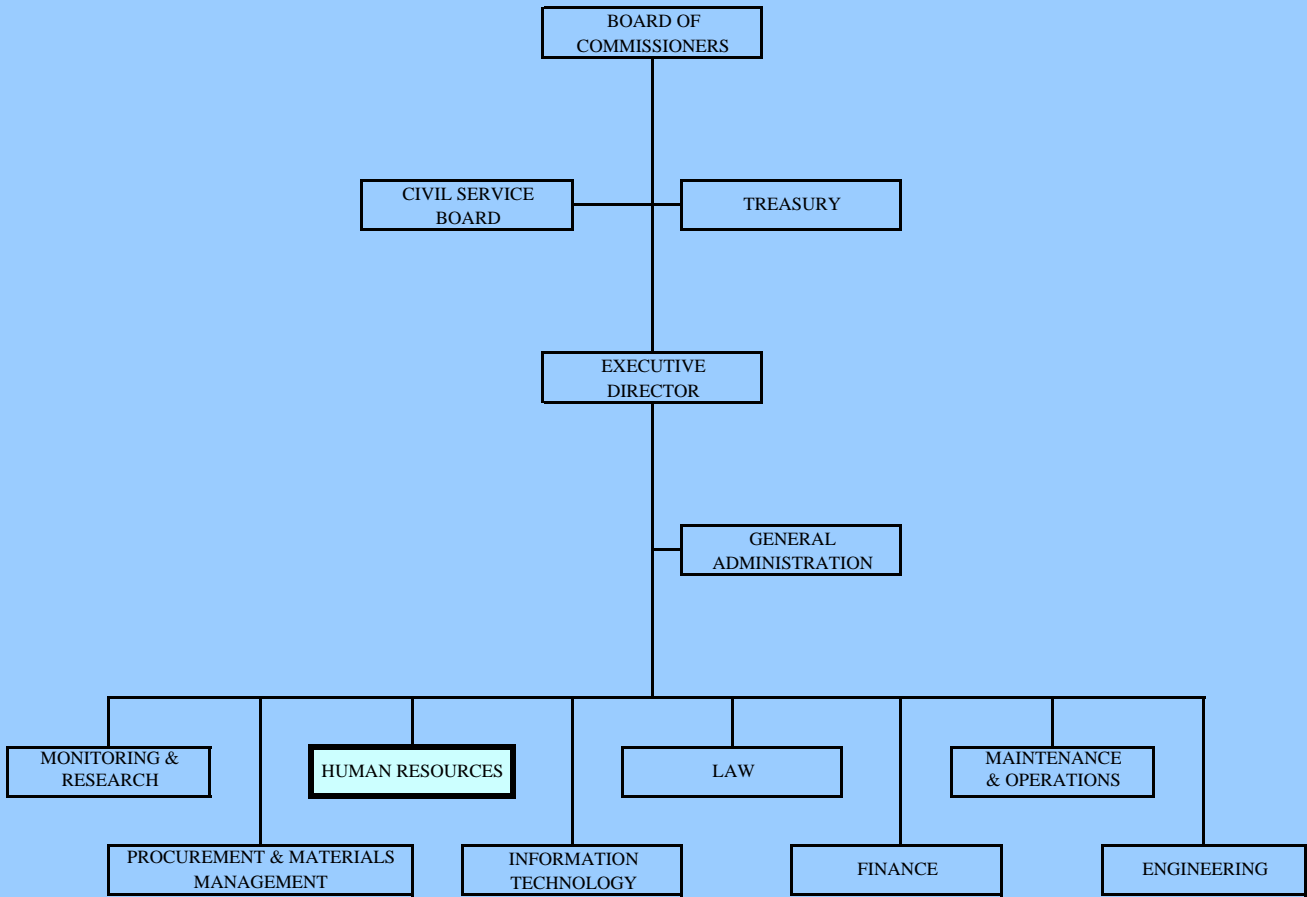 BOARD OF
COMMISSIONERS
CIVIL SERVICE
BOARD
TREASURY
EXECUTIVE
DIRECTOR
GENERAL
ADMINISTRATION
MONITORING &
RESEARCH
HUMAN RESOURCES
LAW
MAINTENANCE
& OPERATIONS
PROCUREMENT & MATERIALS
MANAGEMENT
INFORMATION
TECHNOLOGY
FINANCE
ENGINEERING